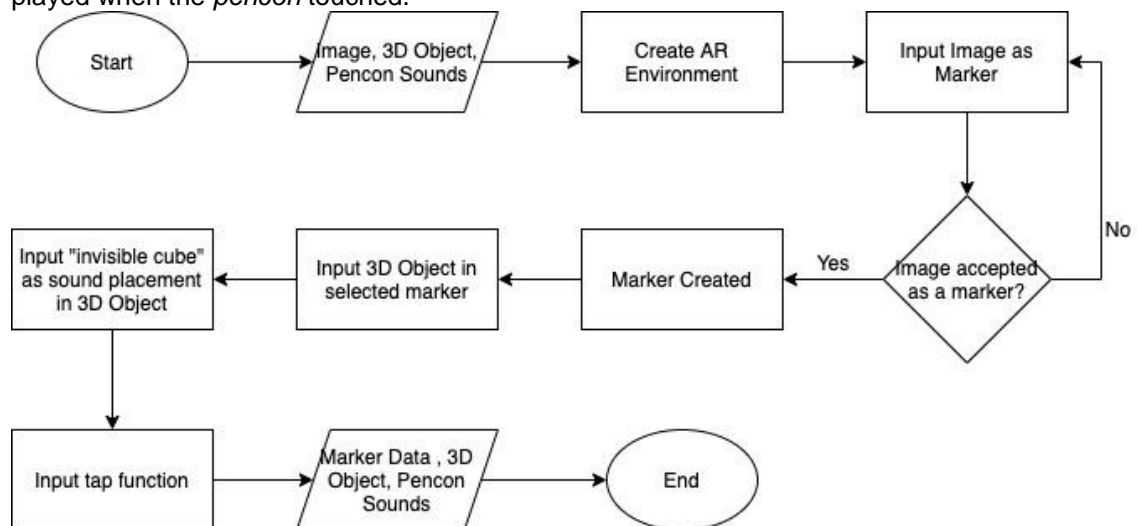 played when the pencon touched.
Start
Image, 3D Object,
Pencon Sounds
Create AR
Environment
Input Image as
Marker
No
Image accepted
as a marker?
Yes
Marker Created
Input 3D Object in
selected marker
Input "invisible cube"
as sound placement
in 3D Object
Input tap function
Marker Data , 3D
Object, Pencon
Sounds
End